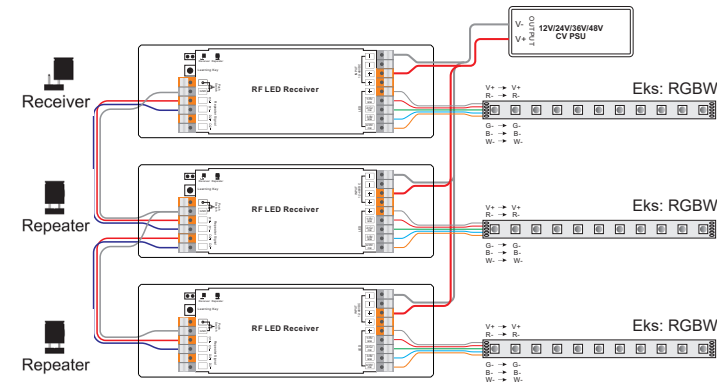 V-
V+
OUTPUT
12V/24V/36V/48V
CV PSU
Receiver
Learning Key
RF LED Receiver
Eks: RGBW
V+ → V+
R- → R-
G- → G-
B- → B-
W- → W-
Repeater
Learning Key
RF LED Receiver
Eks: RGBW
V+ → V+
R- → R-
G- → G-
B- → B-
W- → W-
Repeater
Learning Key
RF LED Receiver
Eks: RGBW
V+ → V+
R- → R-
G- → G-
B- → B-
W- → W-